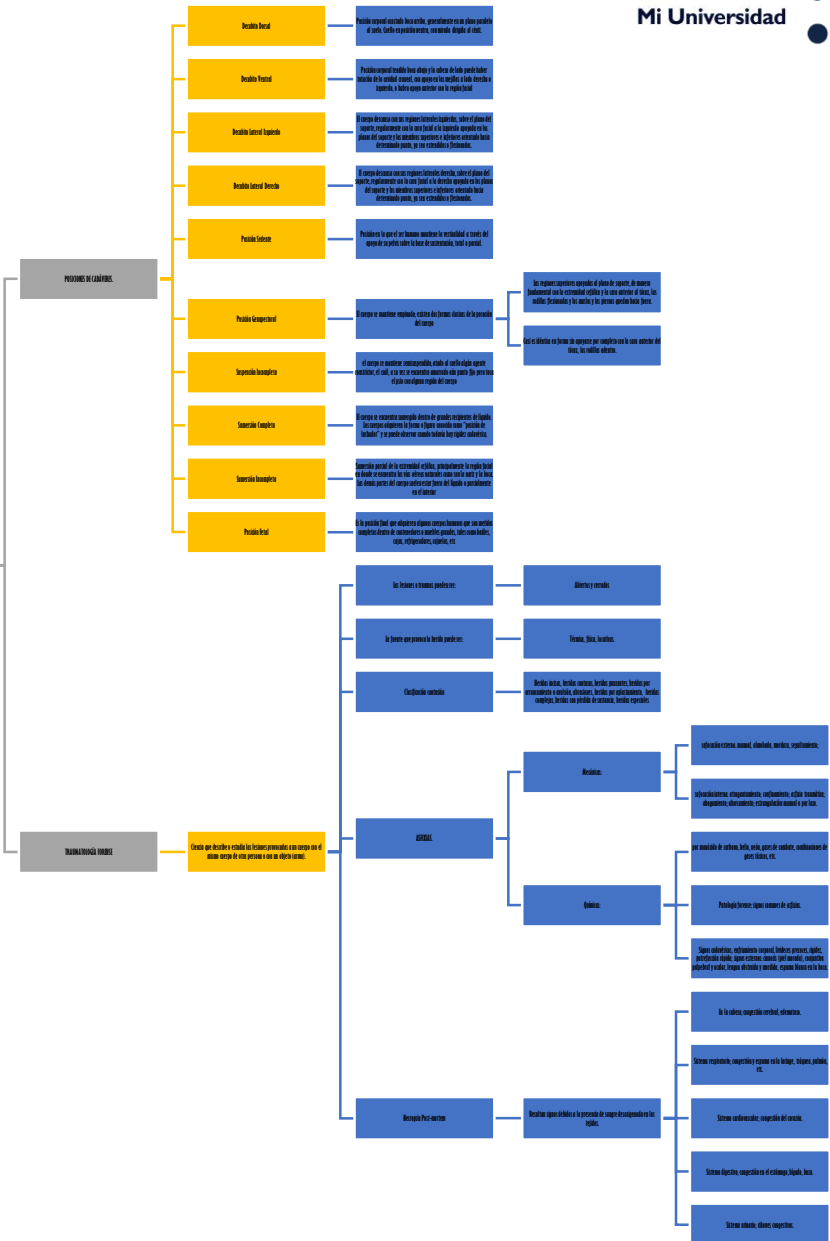 Mi Universidad
POSICIONES DE CADÁVERES.
Decúbito Dorsal
Posición corporal acostado boca arriba, generalmente en un plano paralelo
al suelo. Cuello en posición neutra, con mirada dirigida al cénit.
Decúbito Ventral
Posición corporal tendido boca abajo y la cabeza de lado puede haber
rotación de la cavidad craneal, con apoyo en las mejillas o lado derecho o
izquierdo, o habrá apoyo anterior con la región facial
Decúbito Lateral Izquierdo
El cuerpo descansa con sus regiones laterales izquierdas, sobre el plano del
soporte, regularmente con la cara facial a la izquierda apoyada en los
planos del soporte y los miembros superiores e inferiores orientado hacia
determinado punto, ya sea extendidos o flexionados.
Decúbito Lateral Derecho
El cuerpo descansa con sus regiones laterales derecha, sobre el plano del
soporte, regularmente con la cara facial a la derecha apoyada en los planos
del soporte y los miembros superiores e inferiores orientado hacia
determinado punto, ya sea extendidos o flexionados.
Posición Sedente
Posición en la que el ser humano mantiene la verticalidad a través del
apoyo de su pelvis sobre la base de sustentación, total o parcial.
Posición Genupectoral
El cuerpo se mantiene empinado; existen dos formas clásicas de la posición
del cuerpo
Sus regiones superiores apoyadas al plano de soporte, de manera
fundamental con la extremidad cefálica y la cara anterior al tórax, las
rodillas flexionadas y los muslos y las piernas quedan hacia fuera.
Casi es idéntica en forma sin apoyarse por completo con la cara anterior del
tórax, las rodillas adentro.
Suspensión Incompleta
el cuerpo se mantiene semisuspendido, atado al cuello algún agente
constrictor, el cuál, a su vez se encuentra amarrado aún punto fijo pero toca
el piso con alguna región del cuerpo
Sumersión Completa
El cuerpo se encuentra sumergido dentro de grandes recipientes de líquido.
Los cuerpos adquieren la forma o figura conocida como "posición de
luchador" y se puede observar cuando todavía hay rigidez cadavérica.
Sumersión Incompleta
Sumersión parcial de la extremidad cefálica, principalmente la región facial
en donde se encuentra las vías aéreas naturales como son la nariz y la boca.
Las demás partes del cuerpo suelen estar fuera del líquido o parcialmente
en el interior
Posición Fetal
Es la posición final que adquieren algunos cuerpos humanos que son metidos
completos dentro de contenedores o muebles grandes, tales como baúles,
cajas, refrigeradores, cajuelas, etc
TRAUMATOLOGÍA FORENSE
Ciencia que describe o estudia las lesiones provocadas a un cuerpo con el
mismo cuerpo de otra persona o con un objeto (arma).
Las lesiones o traumas pueden ser:
Abiertos y cerrados
La fuente que provoca la herida puede ser:
Térmica, física, locativas.
Clasificación contusión
Heridas incisas, heridas contusas, heridas punzantes, heridas por
arrancamiento o avulsión, abrasiones, heridas por aplastamiento, heridas
complejas, heridas con pérdida de sustancia, heridas especiales
ASFIXIAS.
Mecánicas:
sofocación externa: manual, almohada, mordaza, sepultamiento;
sofocación interna: atragantamiento; confinamiento; asfixia traumática;
ahogamiento; ahorcamiento; estrangulación manual o por lazo.
Químicas:
por monóxido de carbono, helio, neón, gases de combate, combinaciones de
gases tóxicos, etc.
Patología forense: signos comunes de asfixias.
Signos cadavéricos, enfriamiento corporal, livideces precoces, rigidez,
putrefacción rápida; signos externos: cianosis (piel morada), conjuntiva
palpebral y ocular, lengua obstruida y mordida, espuma blanca en la boca.
Necropsia Post-mortem
Resultan signos debidos a la presencia de sangre desoxigenada en los
tejidos.
En la cabeza; congestión cerebral, edematoso.
Sistema respiratorio; congestión y espuma en la laringe, tráquea, pulmón,
etc.
Sistema cardiovascular; congestión del corazón.
Sistema digestivo; congestión en el estómago, hígado, bazo.
Sistema urinario; riñones congestivos.